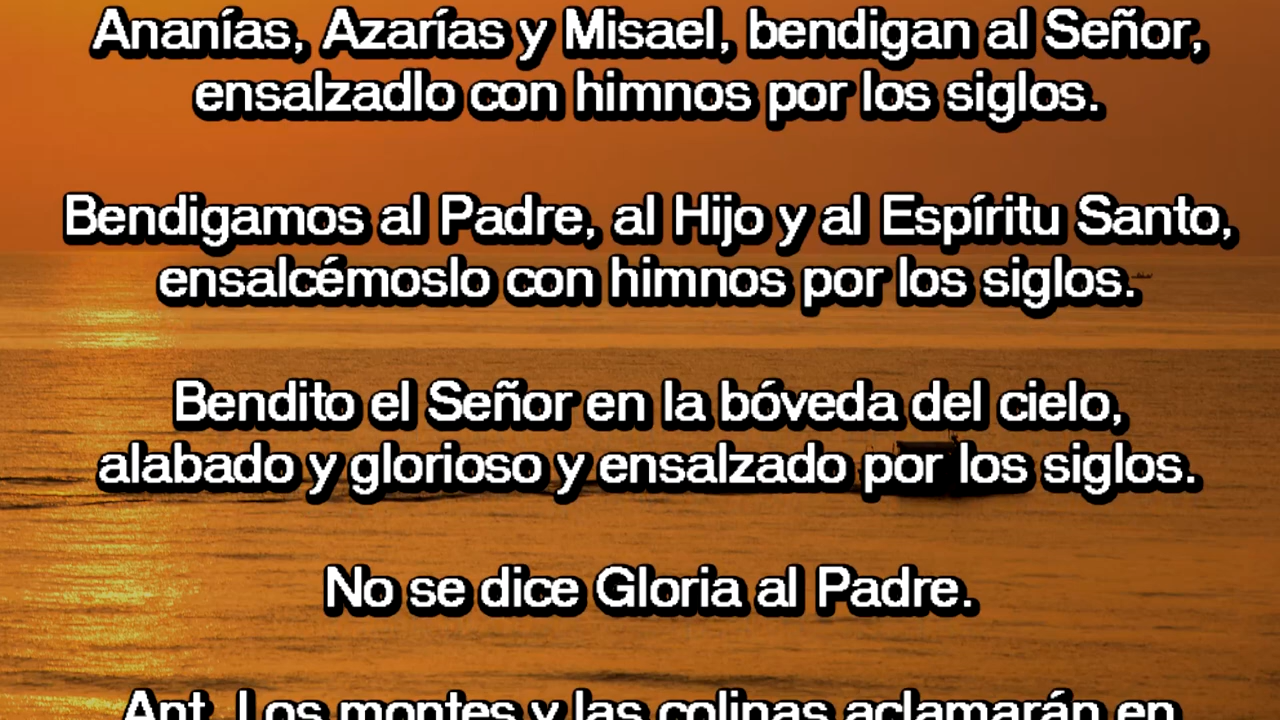 Ananías, Azarías y Misael, bendigan al Señor,
ensalzadlo con himnos por los siglos.
Bendigamos al Padre, al Hijo y al Espíritu Santo,
ensalcémoslo con himnos por los siglos.
Bendito el Señor en la bóveda del cielo,
alabado y glorioso y ensalzado por los siglos.
No se dice Gloria al Padre.
Ant. Los montes y las colinas aclamarán en